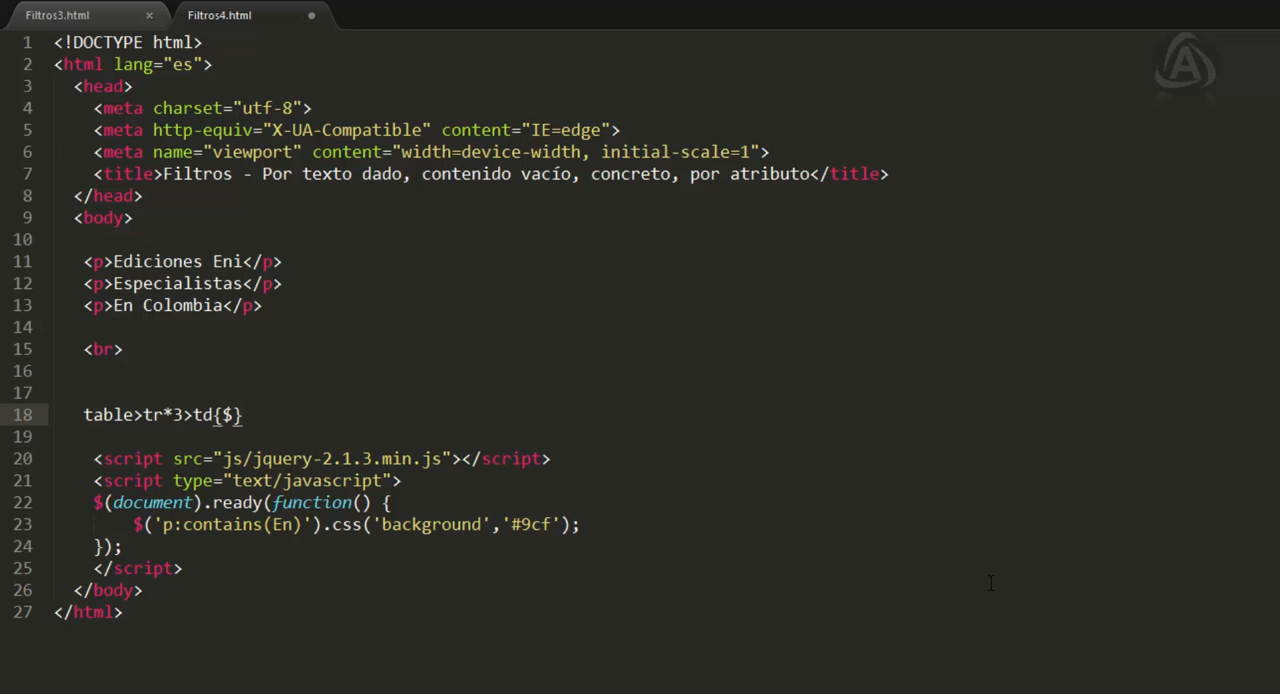 Filtros3.html × Filtros4.html
1 <!DOCTYPE html>
2 <html lang="es">
3 <head>
4 <meta charset="utf-8">
5 <meta http-equiv="X-UA-Compatible" content="IE=edge">
6 <meta name="viewport" content="width=device-width, initial-scale=1">
7 <title>Filtros - Por texto dado, contenido vacío, concreto, por atributo</title>
8 </head>
9 <body>
10
11 <p>Ediciones Eni</p>
12 <p>Especialistas</p>
13 <p>En Colombia</p>
14
15 <br>
16
17
18 table>tr*3>td{$}
19
20 <script src="js/jquery-2.1.3.min.js"></script>
21 <script type="text/javascript">
22 $(document).ready(function() {
23 $('p:contains(En)').css('background','#9cf');
24 });
25 </script>
26 </body>
27 </html>